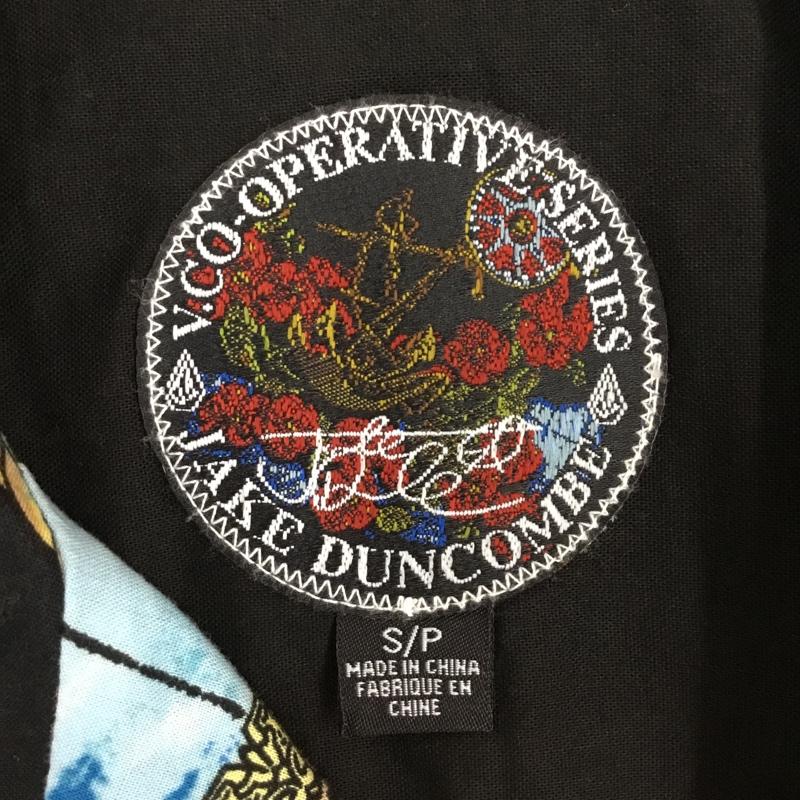 V.CO-OPERATIVE SERIES
JAKE DUNCOMBE
S/P
MADE IN CHINA
FABRIQUE EN
CHINE